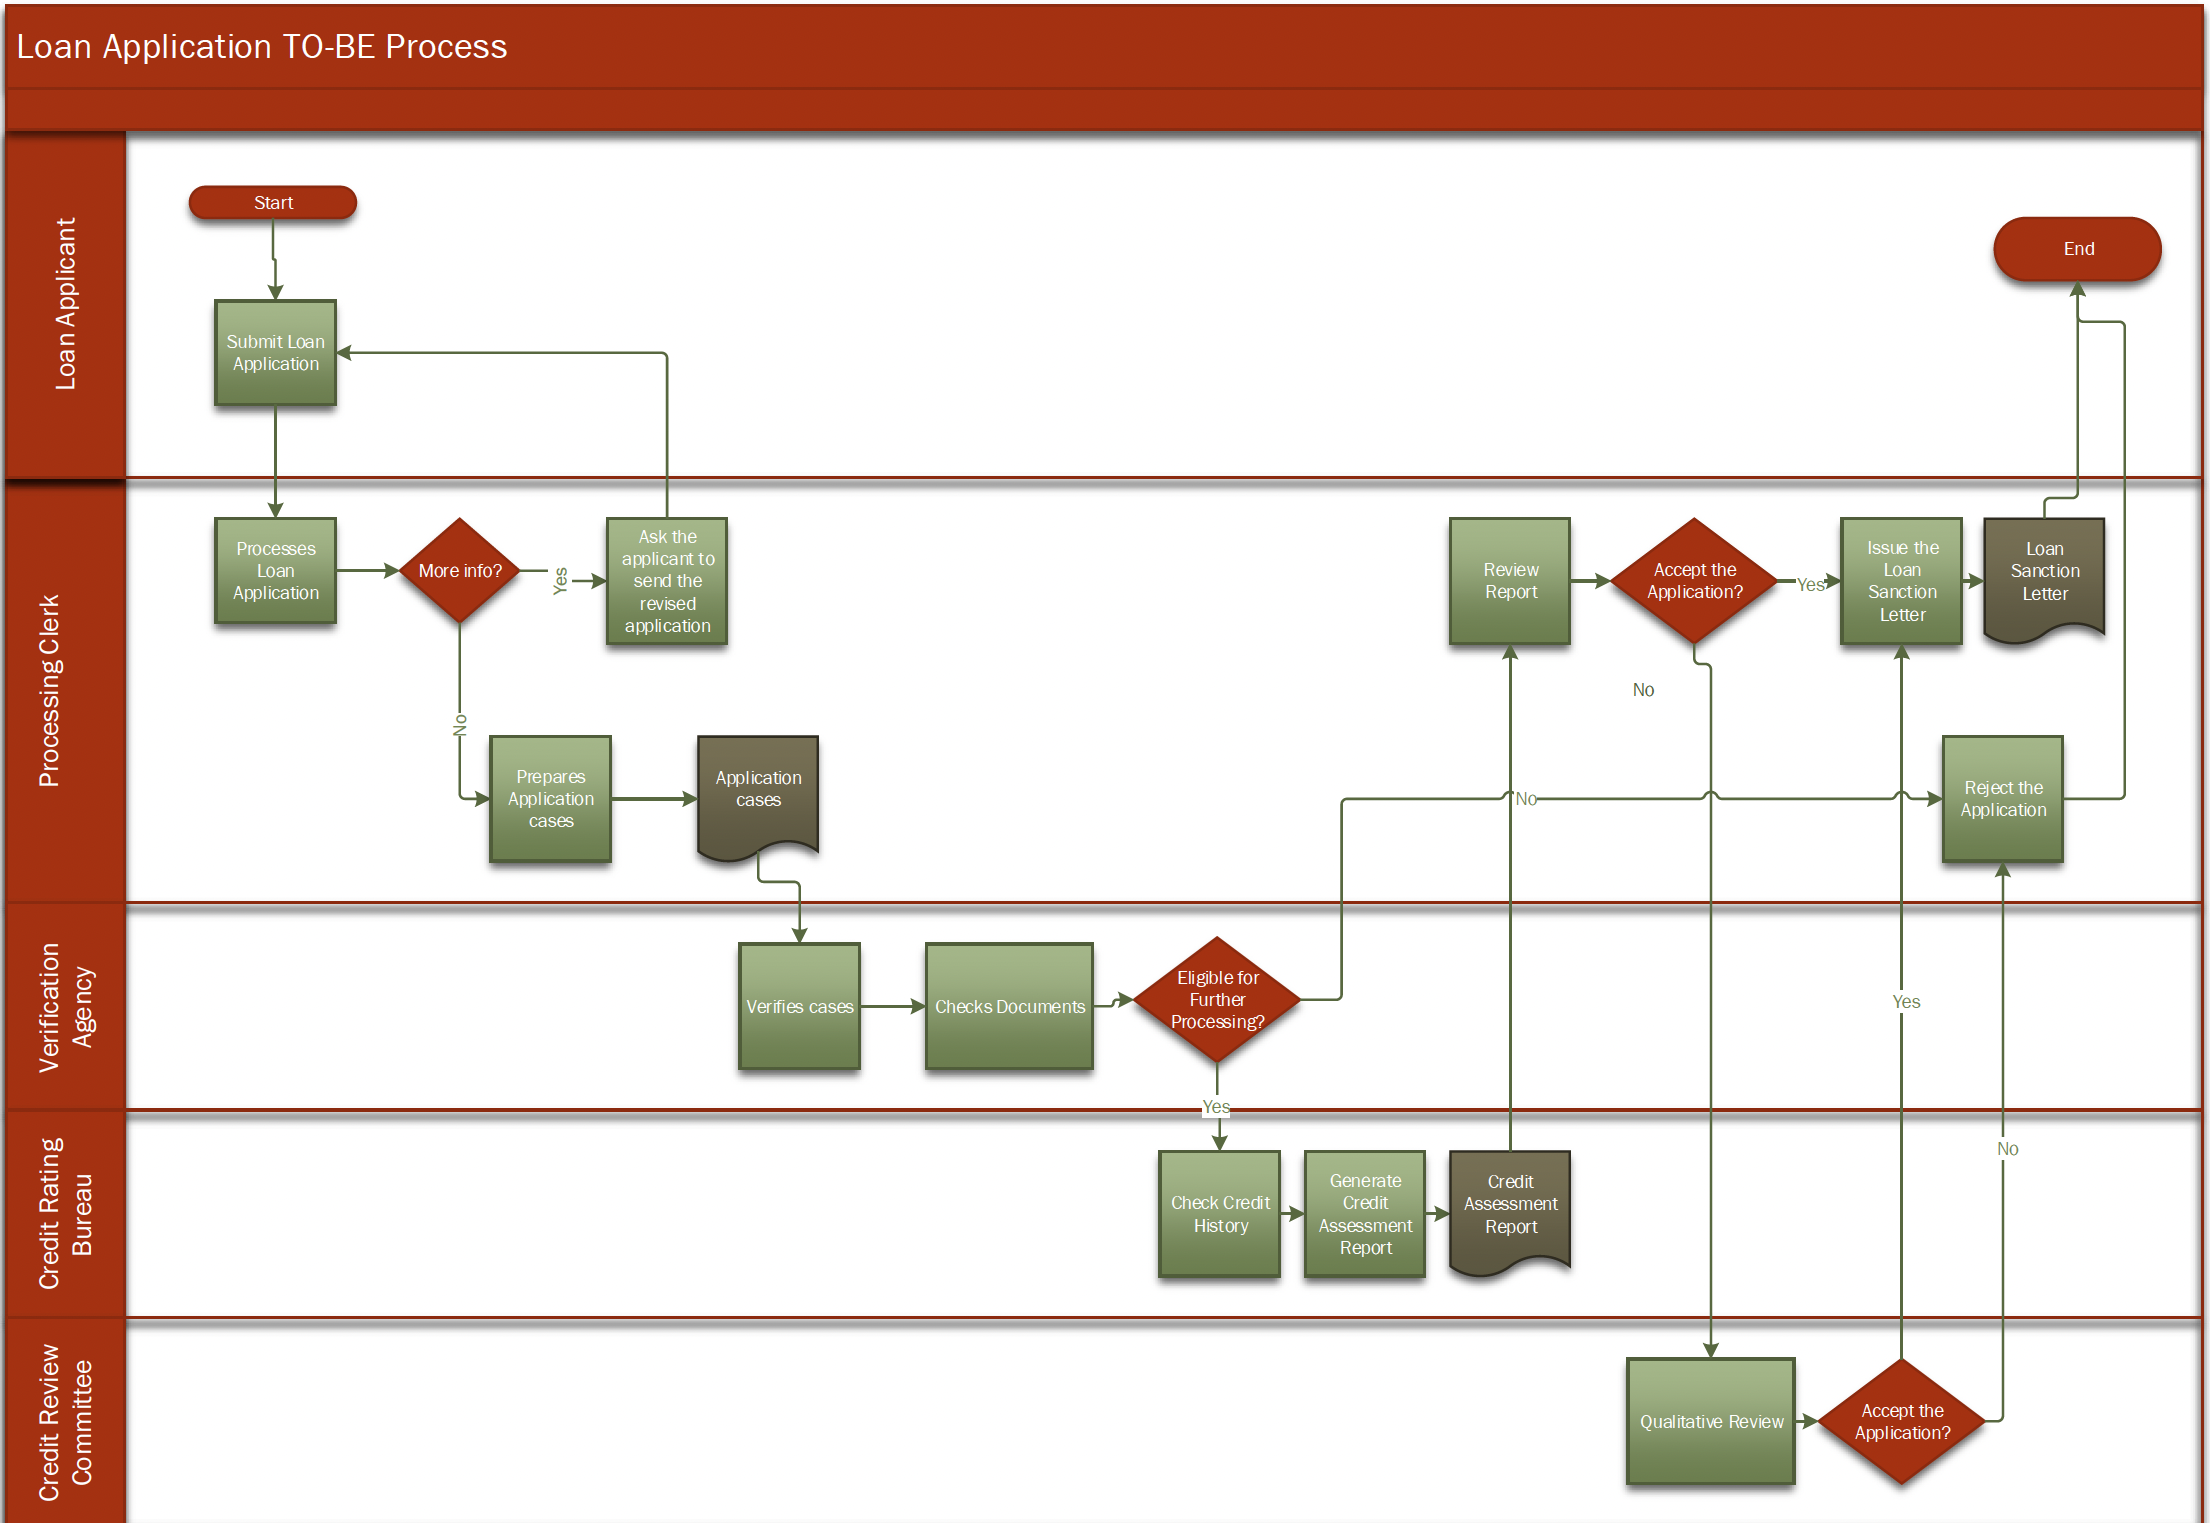 Loan Application TO-BE Process
Loan Applicant
Start
End
Submit Loan
Application
Processing Clerk
Processes
Loan
Application
More info?
Yes
Ask the
applicant to
send the
revised
application
No
Prepares
Application
cases
Application
cases
Review
Report
Accept the
Application?
Yes
Issue the
Loan
Sanction
Letter
Loan
Sanction
Letter
No
No
Reject the
Application
Verification
Agency
Verifies cases
Checks Documents
Eligible for
Further
Processing?
Yes
Yes
No
Credit Rating
Bureau
Check Credit
History
Generate
Credit
Assessment
Report
Credit
Assessment
Report
Credit Review
Committee
Qualitative Review
Accept the
Application?